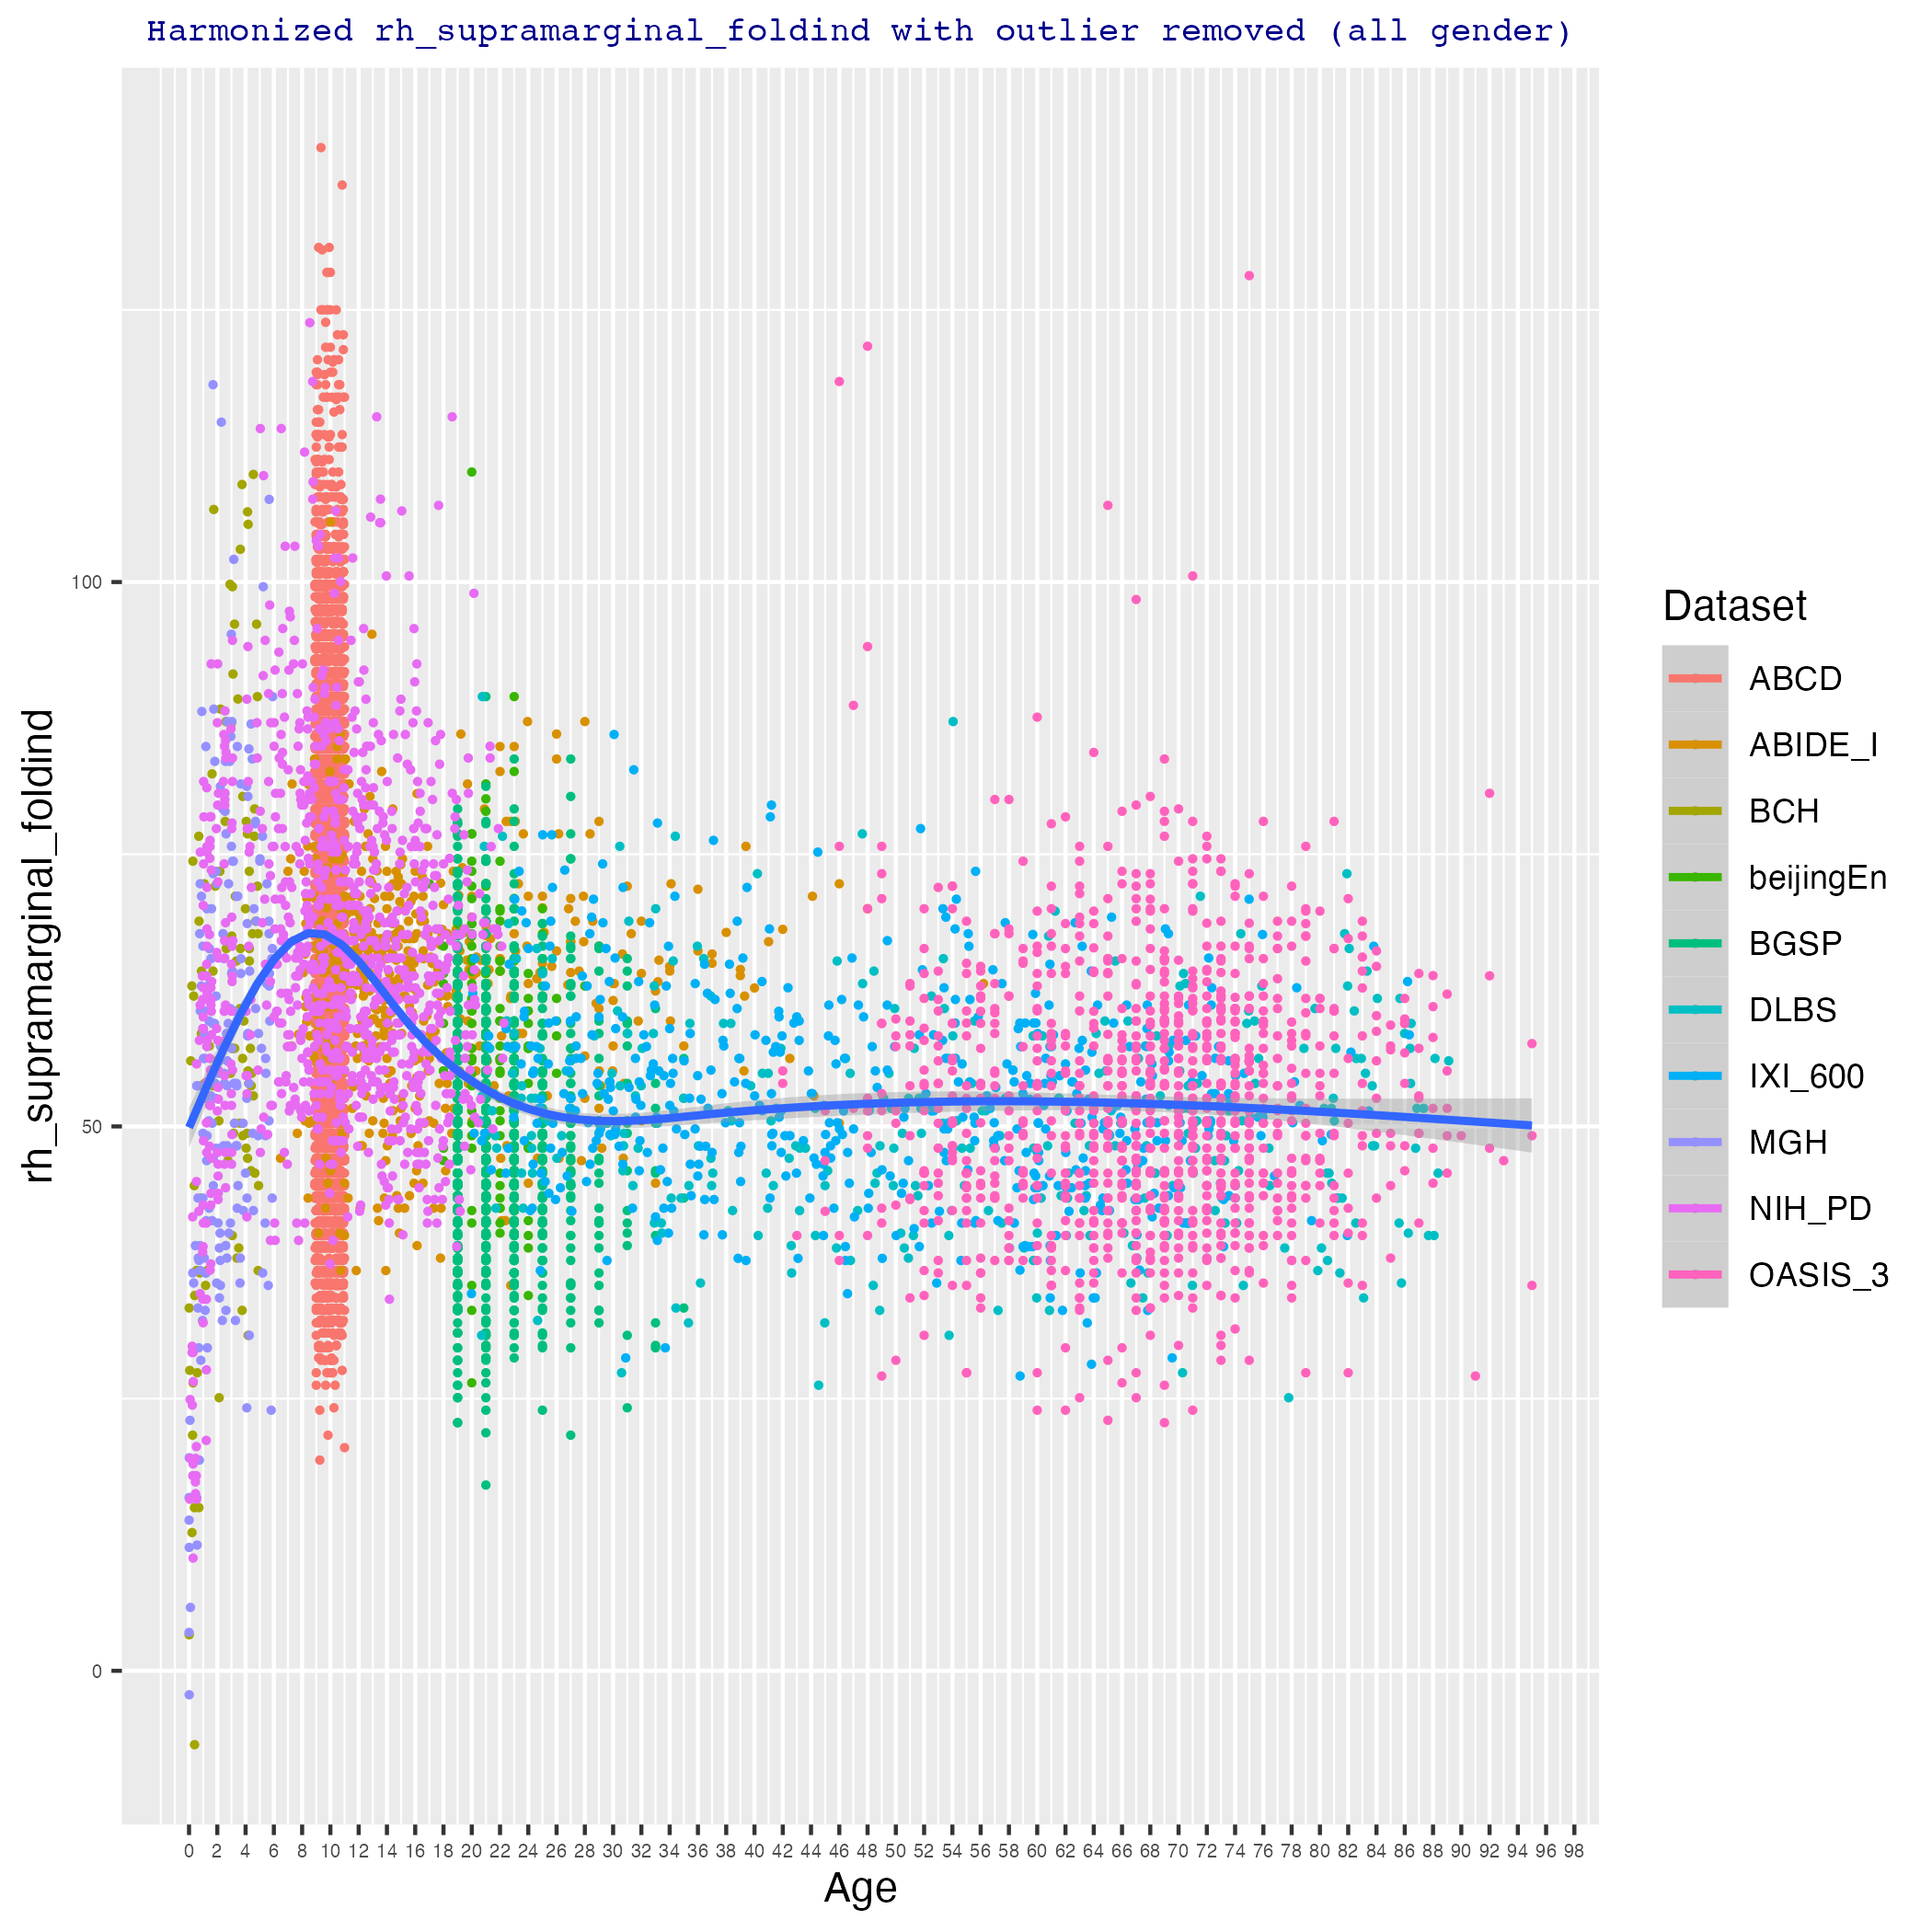 Harmonized rh_supramarginal_foldind with outlier removed (all gender)
rh_supramarginal_foldind
100
50
0
0 2 4 6 8 10 12 14 16 18 20 22 24 26 28 30 32 34 36 38 40 42 44 46 48 50 52 54 56 58 60 62 64 66 68 70 72 74 76 78 80 82 84 86 88 90 92 94 96 98
Age
Dataset
ABCD
ABIDE_I
BCH
beijingEn
BGSP
DLBS
IXI_600
MGH
NIH_PD
OASIS_3